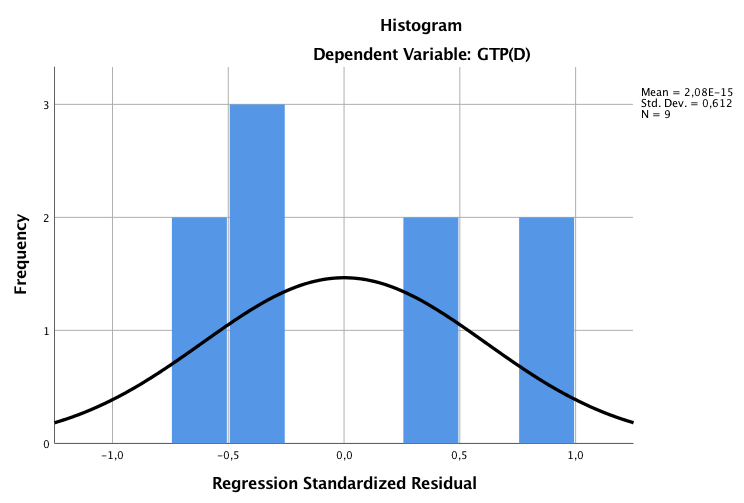 Histogram
Dependent Variable: GTP(D)
Mean = 2,08E-15
Std. Dev. = 0,612
N = 9
Frequency
3
2
1
0
-1,0
-0,5
0,0
0,5
1,0
Regression Standardized Residual